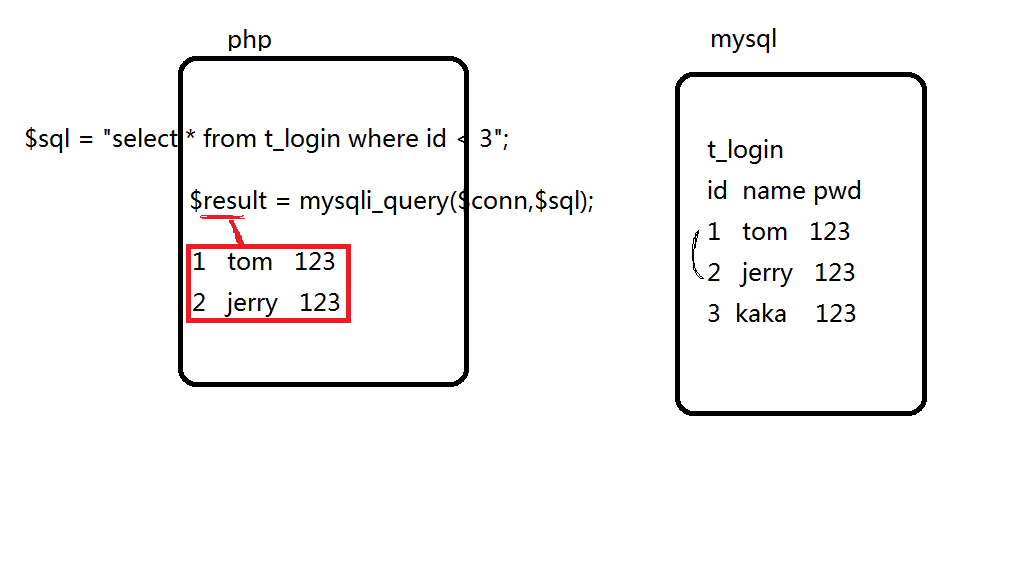 php
$sql = "select * from t_login where id < 3";
$result = mysqli_query($conn,$sql);
1 tom 123
2 jerry 123
mysql
t_login
id name pwd
1 tom 123
2 jerry 123
3 kaka 123